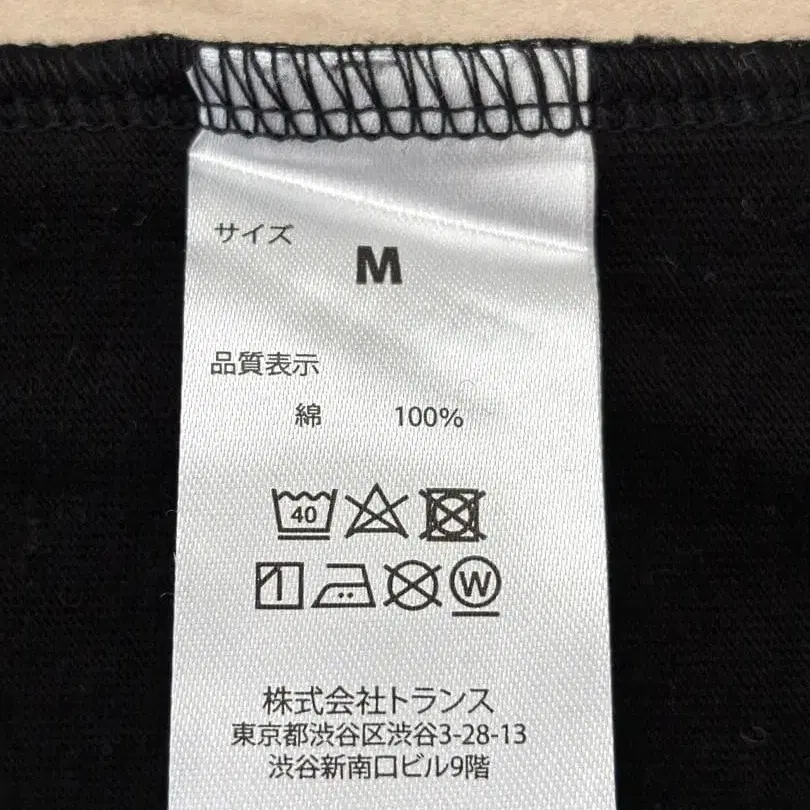 サイズ
M
品質表示
綿 100%
40
W
株式会社トランス
東京都渋谷区渋谷3-28-13
渋谷新南口ビル9階